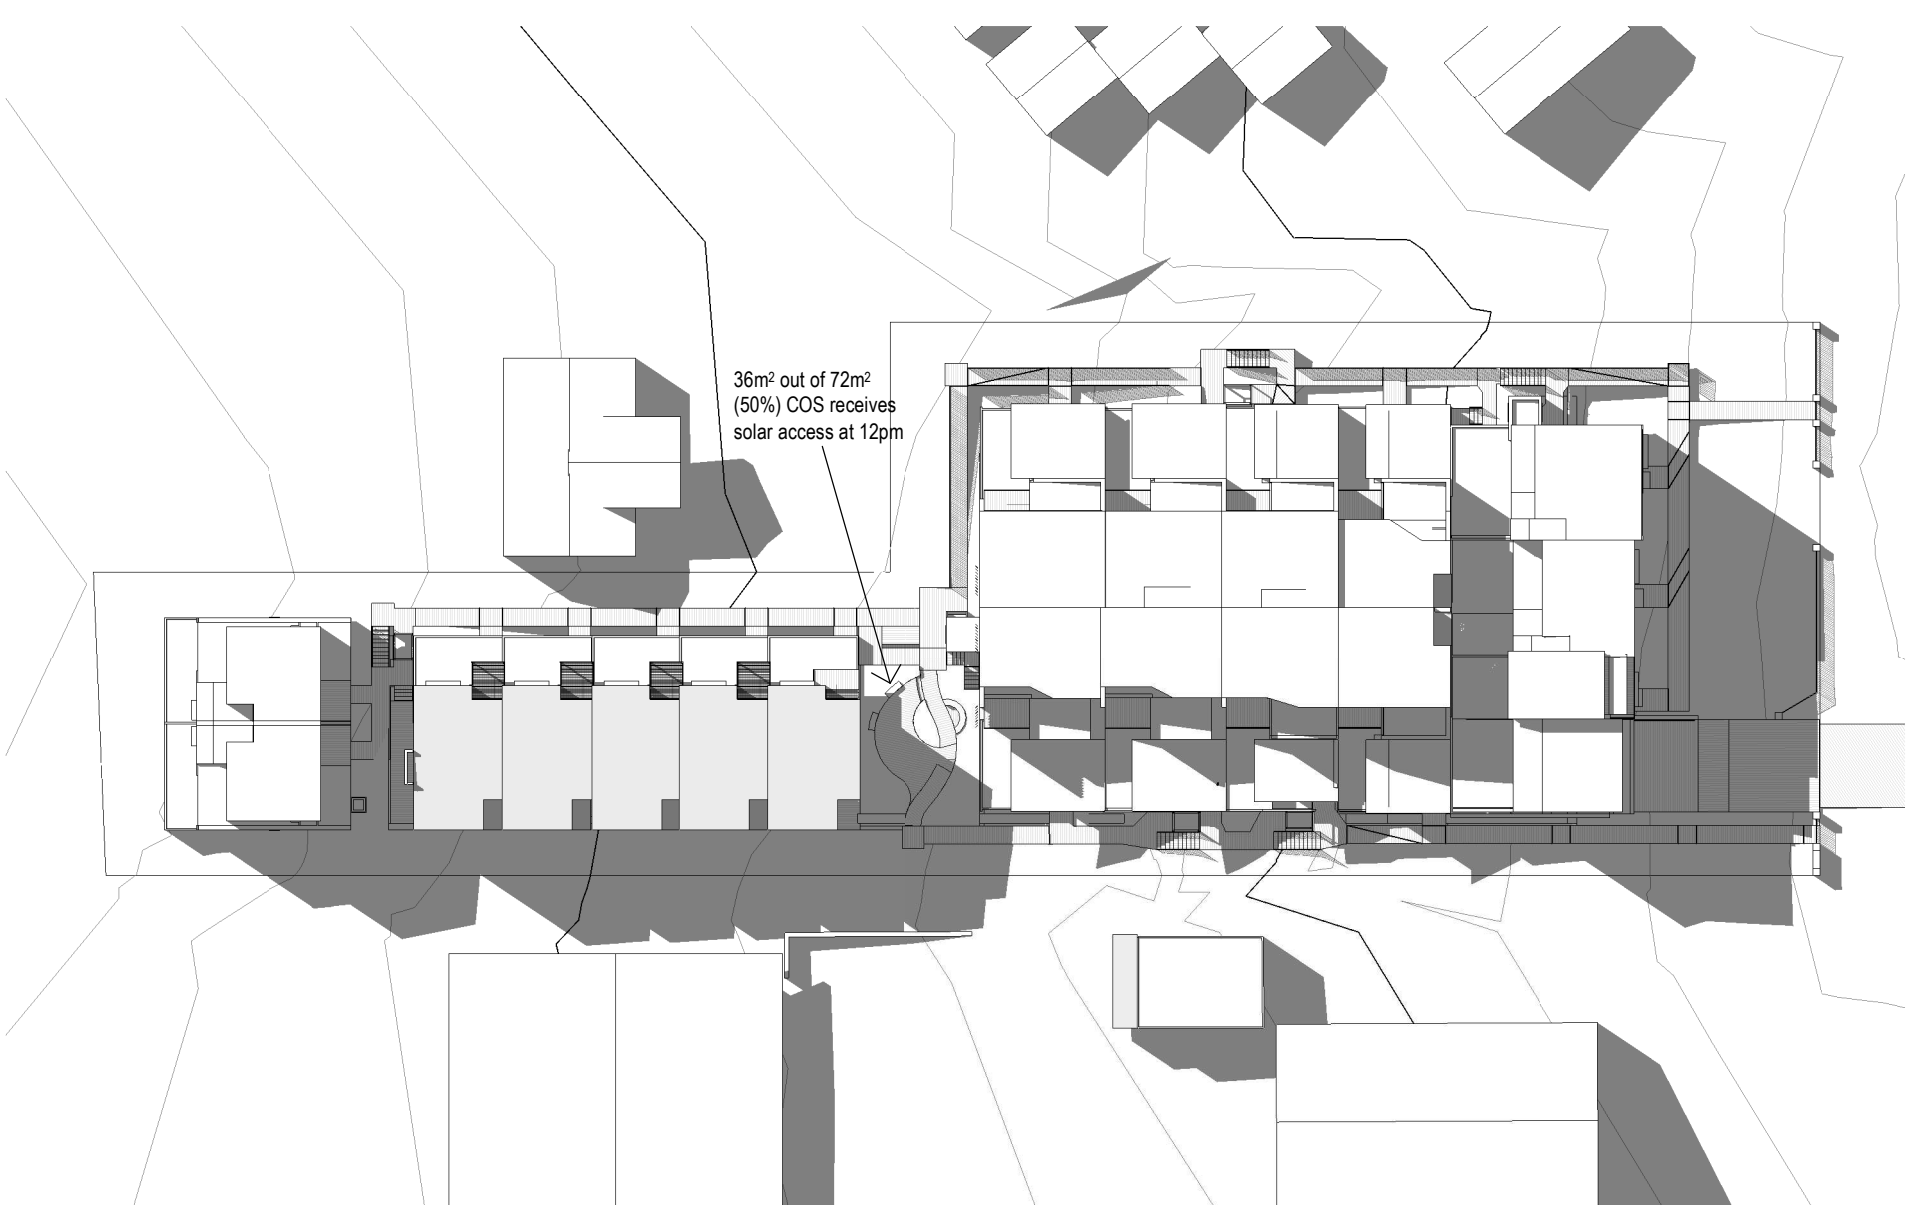 36m² out of 72m²
(50%) COS receives
solar access at 12pm